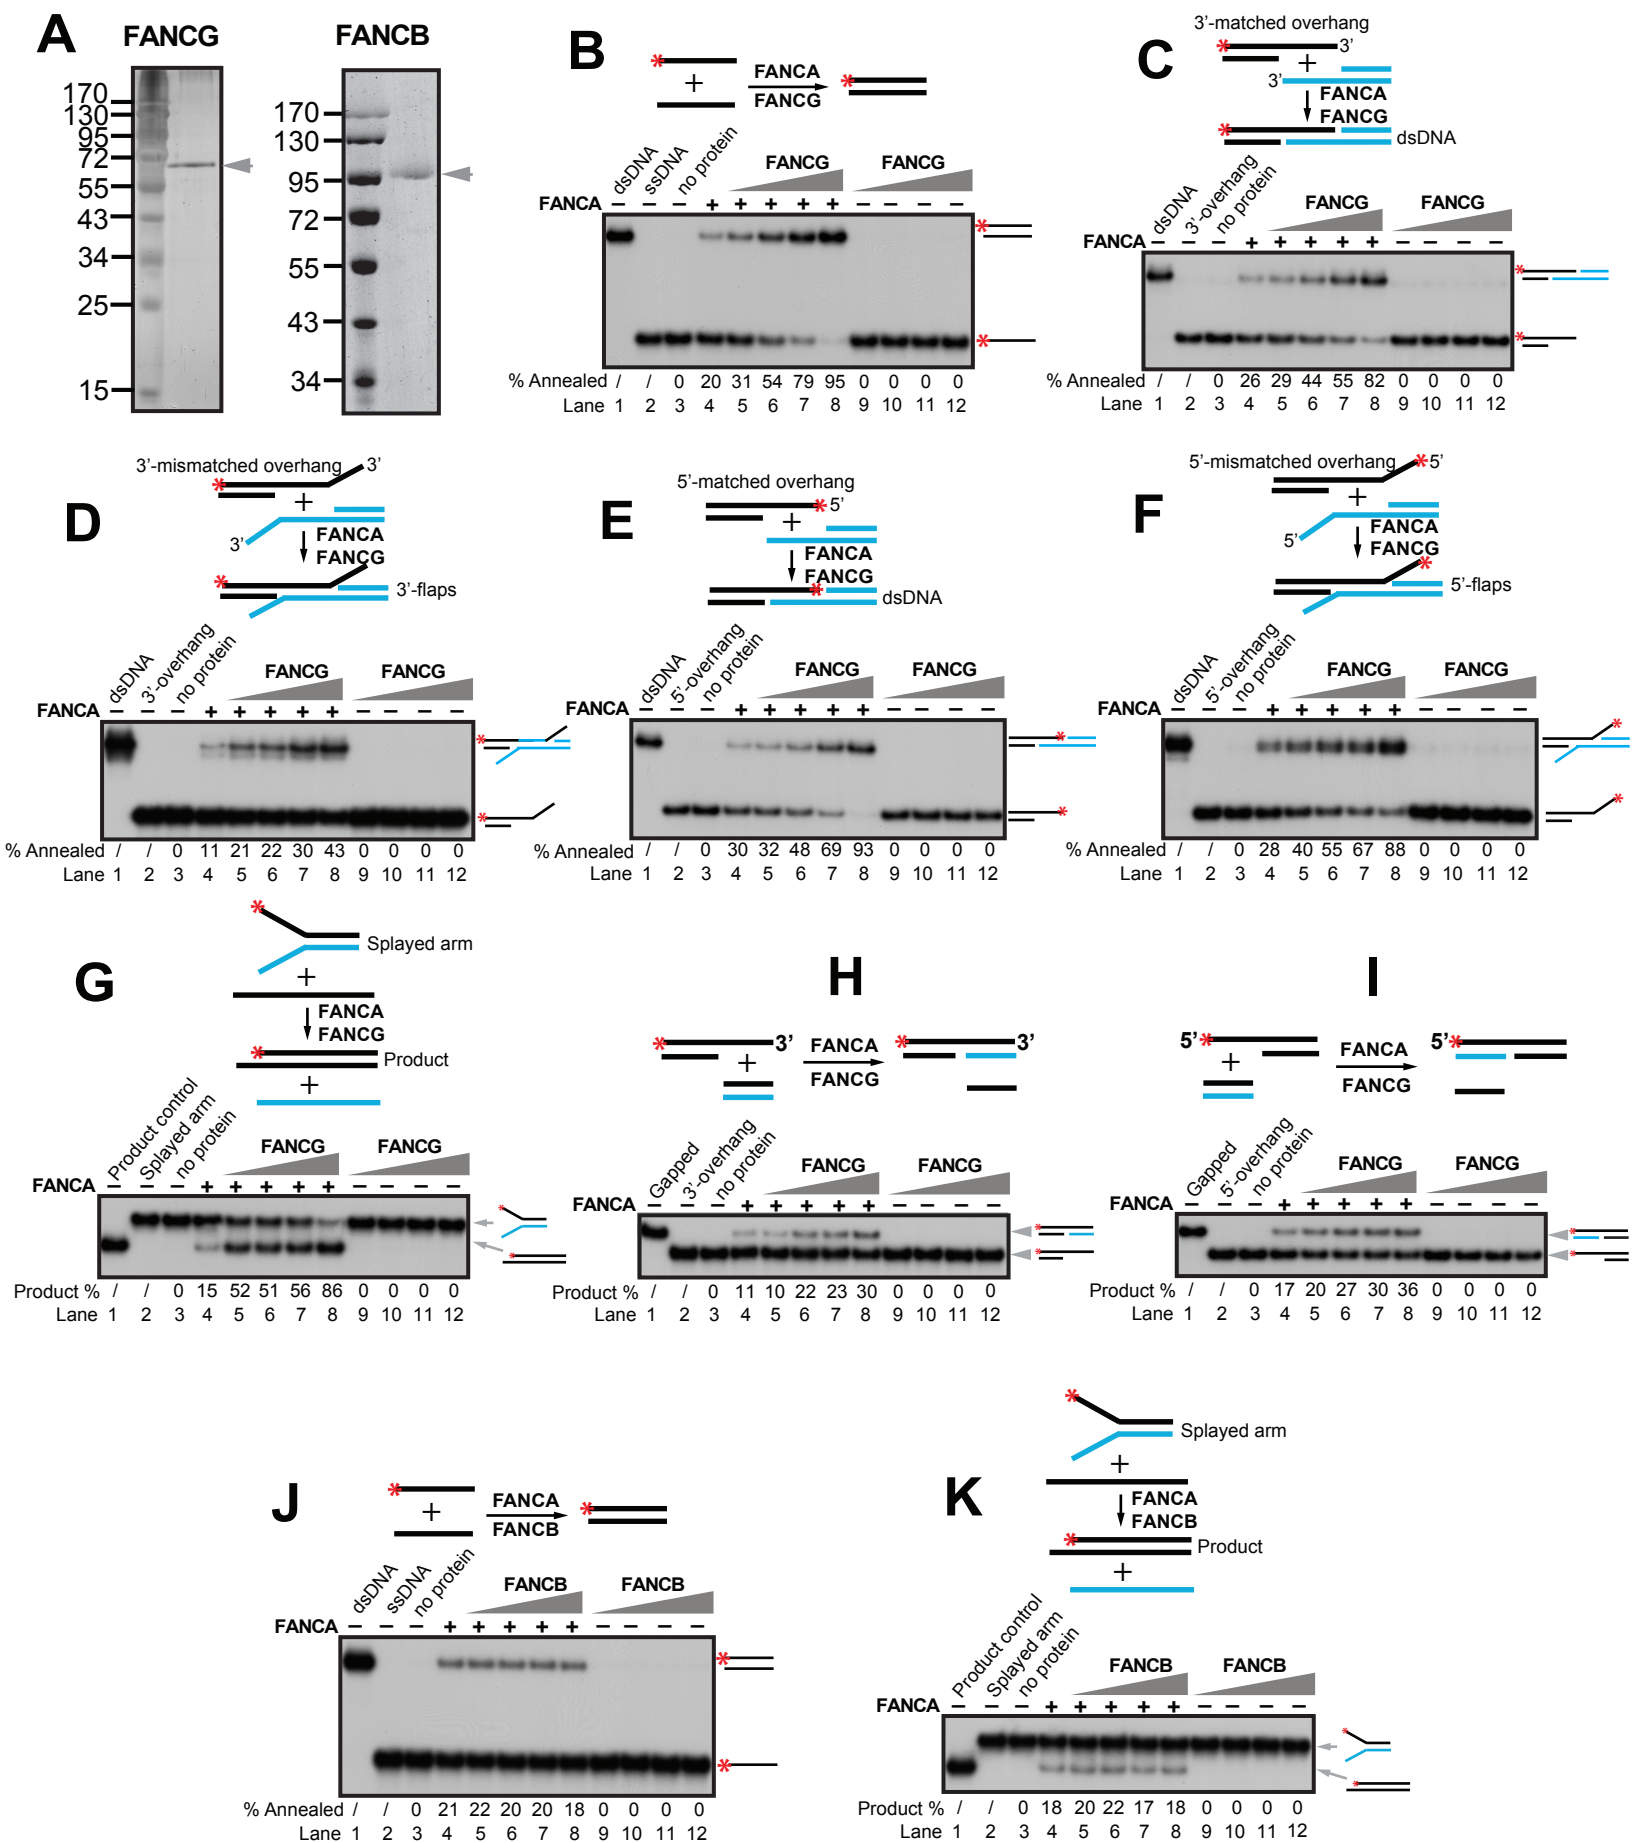 A
FANCG
FANCB
170
130
95
72
55
43
34
25
15
170
130
95
72
55
43
34
B
*
+
FANCA
FANCG
*
dsDNA
ssDNA
no protein
FANCG
FANCG
FANCA − − − + + + + + − − − −
*
*
% Annealed / / 0 20 31 54 79 95 0 0 0 0
Lane 1 2 3 4 5 6 7 8 9 10 11 12
C
3'-matched overhang
* 3'
+
3'
FANCA
FANCG
* dsDNA
dsDNA
3'-overhang
no protein
FANCG
FANCG
FANCA − − − + + + + + − − − −
*
*
% Annealed / / 0 26 29 44 55 82 0 0 0 0
Lane 1 2 3 4 5 6 7 8 9 10 11 12
D
3'-mismatched overhang 3'
*
+
3'
FANCA
FANCG
* 3'-flaps
dsDNA
3'-overhang
no protein
FANCG
FANCG
FANCA − − − + + + + + − − − −
*
*
% Annealed / / 0 11 21 22 30 43 0 0 0 0
Lane 1 2 3 4 5 6 7 8 9 10 11 12
E
5'-matched overhang
* 5'
+
FANCA
FANCG
* dsDNA
dsDNA
5'-overhang
no protein
FANCG
FANCG
FANCA − − − + + + + + − − − −
*
*
% Annealed / / 0 30 32 48 69 93 0 0 0 0
Lane 1 2 3 4 5 6 7 8 9 10 11 12
F
5'-mismatched overhang * 5'
+
5'
FANCA
FANCG
*
5'-flaps
dsDNA
5'-overhang
no protein
FANCG
FANCG
FANCA − − − + + + + + − − − −
*
*
% Annealed / / 0 28 40 55 67 88 0 0 0 0
Lane 1 2 3 4 5 6 7 8 9 10 11 12
G
*
Splayed arm
+
FANCA
FANCG
* Product
+
Product control
Splayed arm
no protein
FANCG
FANCG
FANCA − − − + + + + + − − − −
*
*
Product % / / 0 15 52 51 56 86 0 0 0 0
Lane 1 2 3 4 5 6 7 8 9 10 11 12
H
* 3'
+
FANCA
FANCG
* 3'
Gapped
3'-overhang
no protein
FANCG
FANCG
FANCA − − − + + + + + − − − −
*
*
Product % / / 0 11 10 22 23 30 0 0 0 0
Lane 1 2 3 4 5 6 7 8 9 10 11 12
I
5' *
+
FANCA
FANCG
5' *
Gapped
5'-overhang
no protein
FANCG
FANCG
FANCA − − − + + + + + − − − −
*
*
Product % / / 0 17 20 27 30 36 0 0 0 0
Lane 1 2 3 4 5 6 7 8 9 10 11 12
J
*
+
FANCA
FANCB
*
dsDNA
ssDNA
no protein
FANCB
FANCB
FANCA − − − + + + + + − − − −
*
*
% Annealed / / 0 21 22 20 20 18 0 0 0 0
Lane 1 2 3 4 5 6 7 8 9 10 11 12
K
*
Splayed arm
+
FANCA
FANCB
* Product
+
Product control
Splayed arm
no protein
FANCB
FANCB
FANCA − − − + + + + + − − − −
*
*
Product % / / 0 18 20 22 17 18 0 0 0 0
Lane 1 2 3 4 5 6 7 8 9 10 11 12